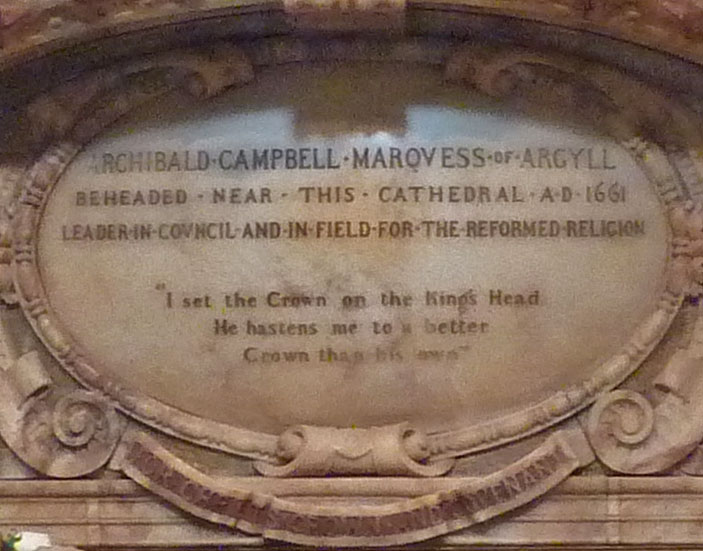 ARCHIBALD·CAMPBELL·MARQVESS·OF·ARGYLL
BEHEADED·NEAR·THIS·CATHEDRAL·A·D·1661
LEADER·IN·COVNCIL·AND·IN·FIELD·FOR·THE·REFORMED·RELIGION
"I set the Crown on the King's Head
He hastens me to a better
Crown than his own"